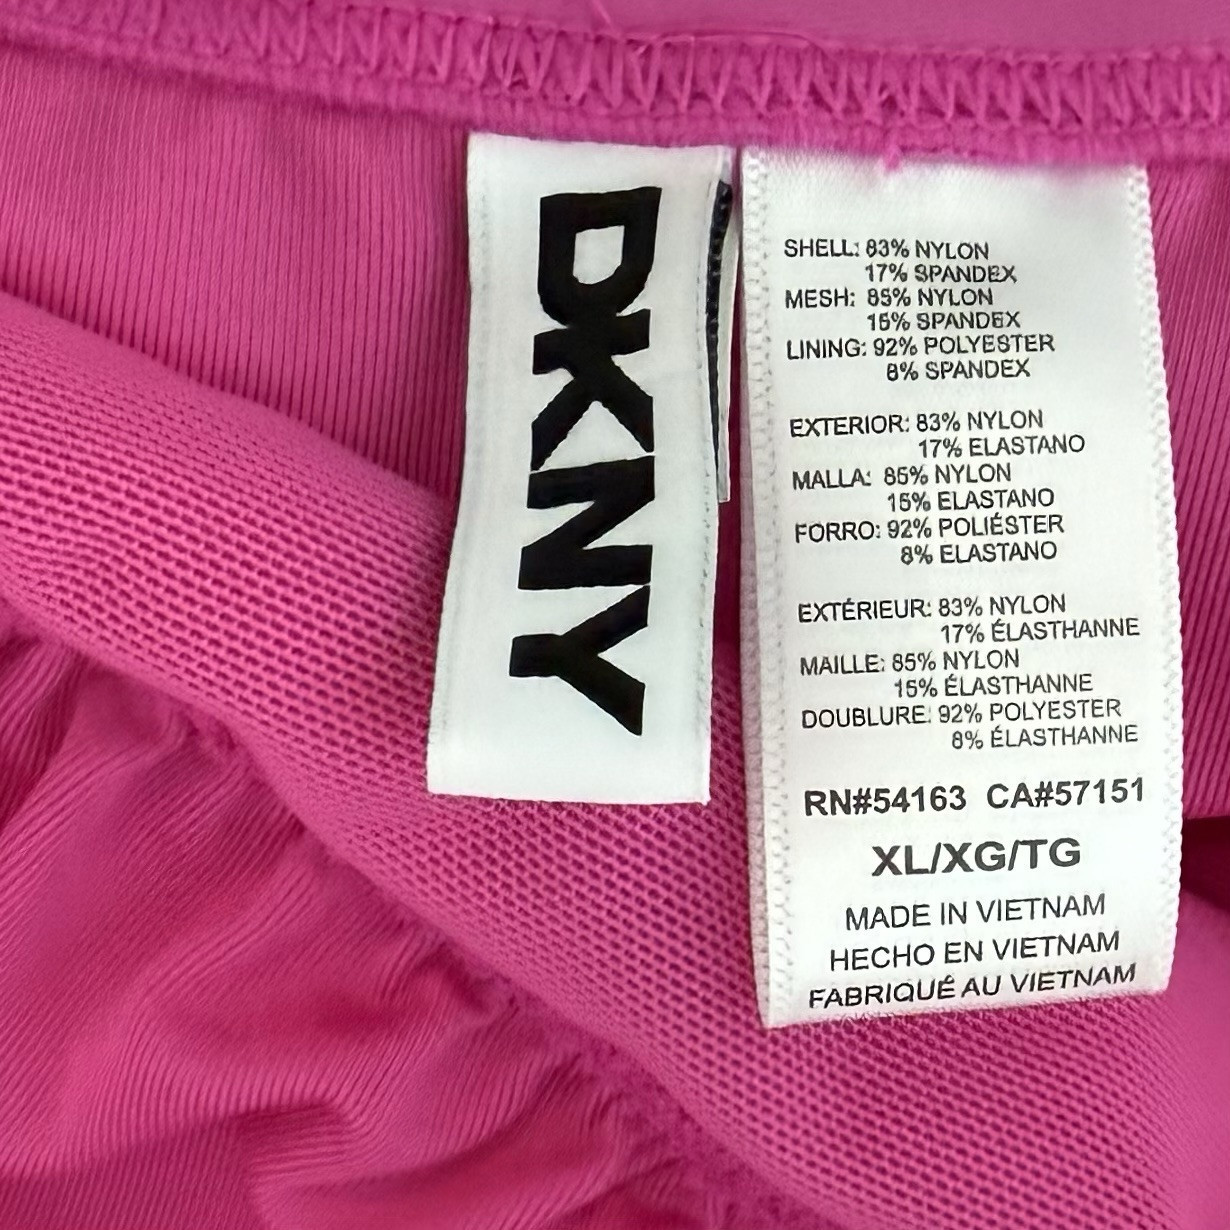 DKNY
SHELL: 83% NYLON
17% SPANDEX
MESH: 85% NYLON
15% SPANDEX
LINING: 92% POLYESTER
8% SPANDEX
EXTERIOR: 83% NYLON
17% ELASTANO
MALLA: 85% NYLON
15% ELASTANO
FORRO: 92% POLIÉSTER
8% ELASTANO
EXTÉRIEUR: 83% NYLON
17% ÉLASTHANNE
MAILLE: 85% NYLON
15% ÉLASTHANNE
DOUBLURE: 92% POLYESTER
8% ÉLASTHANNE
RN#54163 CA#57151
XL/XG/TG
MADE IN VIETNAM
HECHO EN VIETNAM
FABRIQUÉ AU VIETNAM